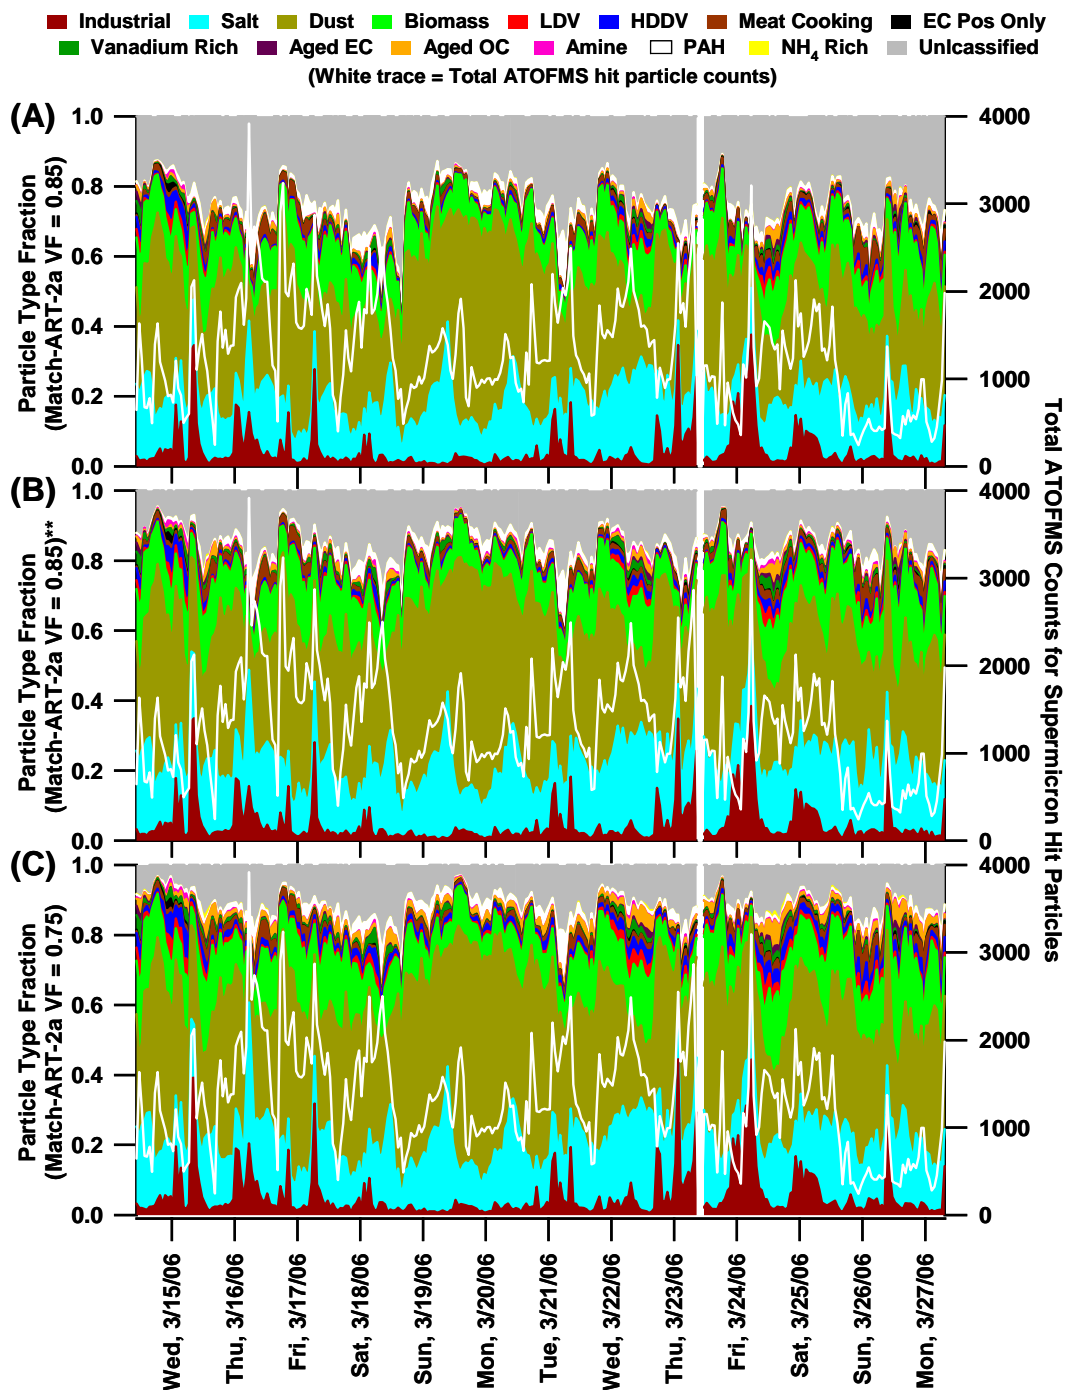 Industrial Salt Dust Biomass LDV HDDV Meat Cooking EC Pos Only
Vanadium Rich Aged EC Aged OC Amine PAH NH4 Rich Unlcassified
(White trace = Total ATOFMS hit particle counts)
(A)
Particle Type Fraction
(Match-ART-2a VF = 0.85)
1.0
0.8
0.6
0.4
0.2
0.0
4000
3000
2000
1000
0
(B)
Particle Type Fraction
(Match-ART-2a VF = 0.85)**
1.0
0.8
0.6
0.4
0.2
0.0
4000
3000
2000
1000
0
(C)
Particle Type Fraction
(Match-ART-2a VF = 0.75)
1.0
0.8
0.6
0.4
0.2
0.0
4000
3000
2000
1000
0
Total ATOFMS Counts for Supermicron Hit Particles
Wed, 3/15/06
Thu, 3/16/06
Fri, 3/17/06
Sat, 3/18/06
Sun, 3/19/06
Mon, 3/20/06
Tue, 3/21/06
Wed, 3/22/06
Thu, 3/23/06
Fri, 3/24/06
Sat, 3/25/06
Sun, 3/26/06
Mon, 3/27/06